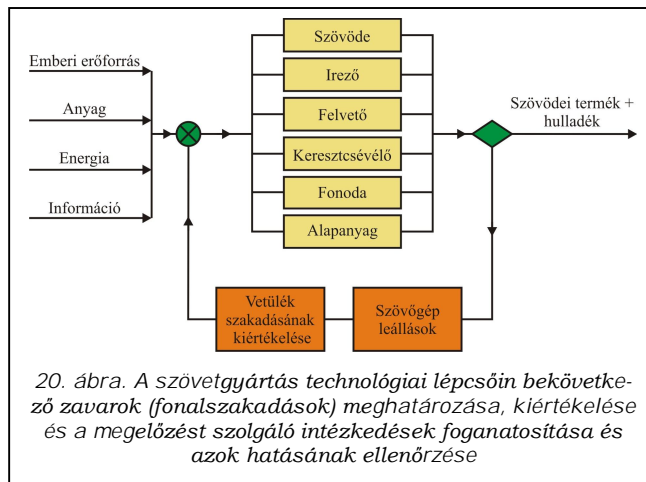 Emberi erőforrás
Anyag
Energia
Információ
Szövöde
Irező
Felvető
Keresztcsévélő
Fonoda
Alapanyag
Szövödei termék +
hulladék
Vetülék
szakadásának
kiértékelése
Szövőgép
leállások
20. ábra. A szövetgyártás technológiai lépcsőin bekövetke-
ző zavarok (fonalszakadások) meghatározása, kiértékelése
és a megelőzést szolgáló intézkedések foganatosítása és
azok hatásának ellenőrzése